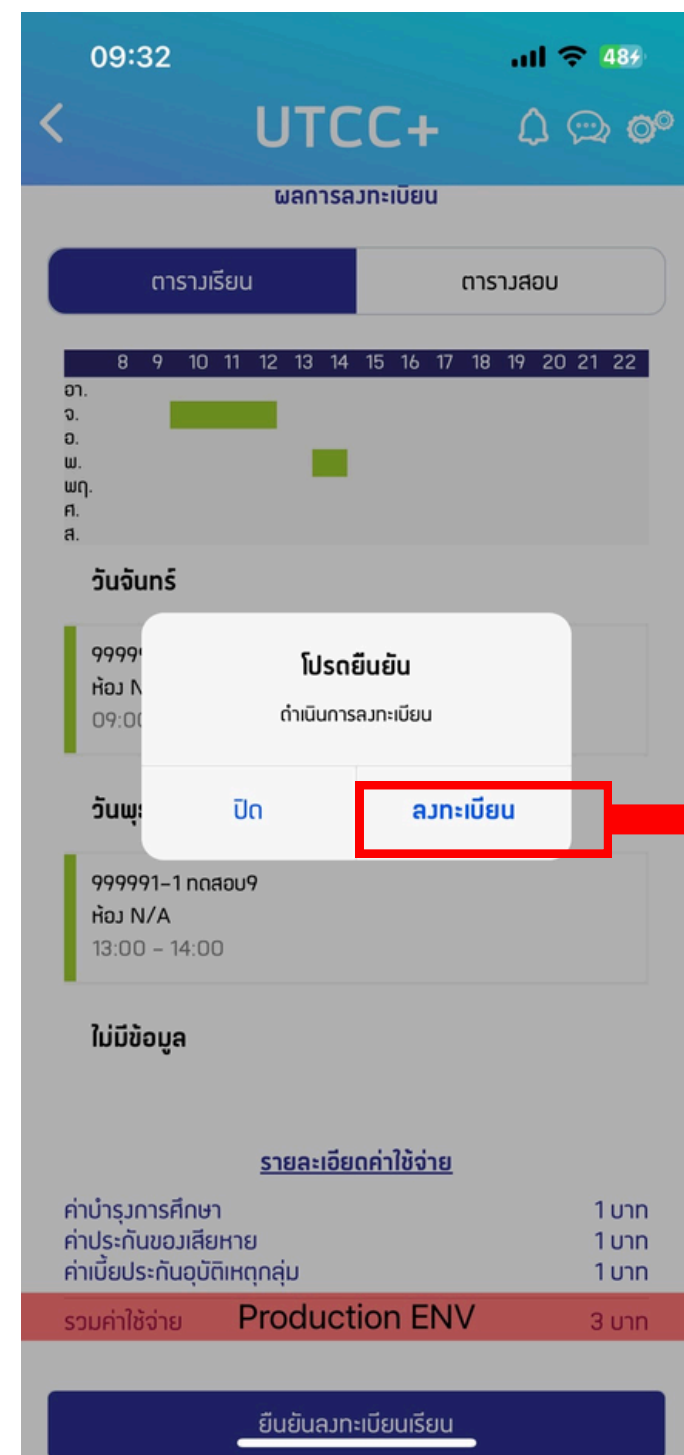 09:32
48
UTCC+
ผลการลงทะเบียน
ตารางเรียน ตารางสอบ
8 9 10 11 12 13 14 15 16 17 18 19 20 21 22
อา.
จ.
อ.
พ.
พฤ.
ศ.
ส.
วันจันทร์
9999
ห้อง N
09:00
โปรดยืนยัน
ดำเนินการลงทะเบียน
ปิด ลงทะเบียน
วันพุ
999991-1 ทดสอบ9
ห้อง N/A
13:00 - 14:00
ไม่มีข้อมูล
รายละเอียดค่าใช้จ่าย
ค่าบำรุงการศึกษา 1 บาท
ค่าประกันของเสียหาย 1 บาท
ค่าเบี้ยประกันอุบัติเหตุกลุ่ม 1 บาท
รวมค่าใช้จ่าย Production ENV 3 บาท
ยืนยันลงทะเบียนเรียน